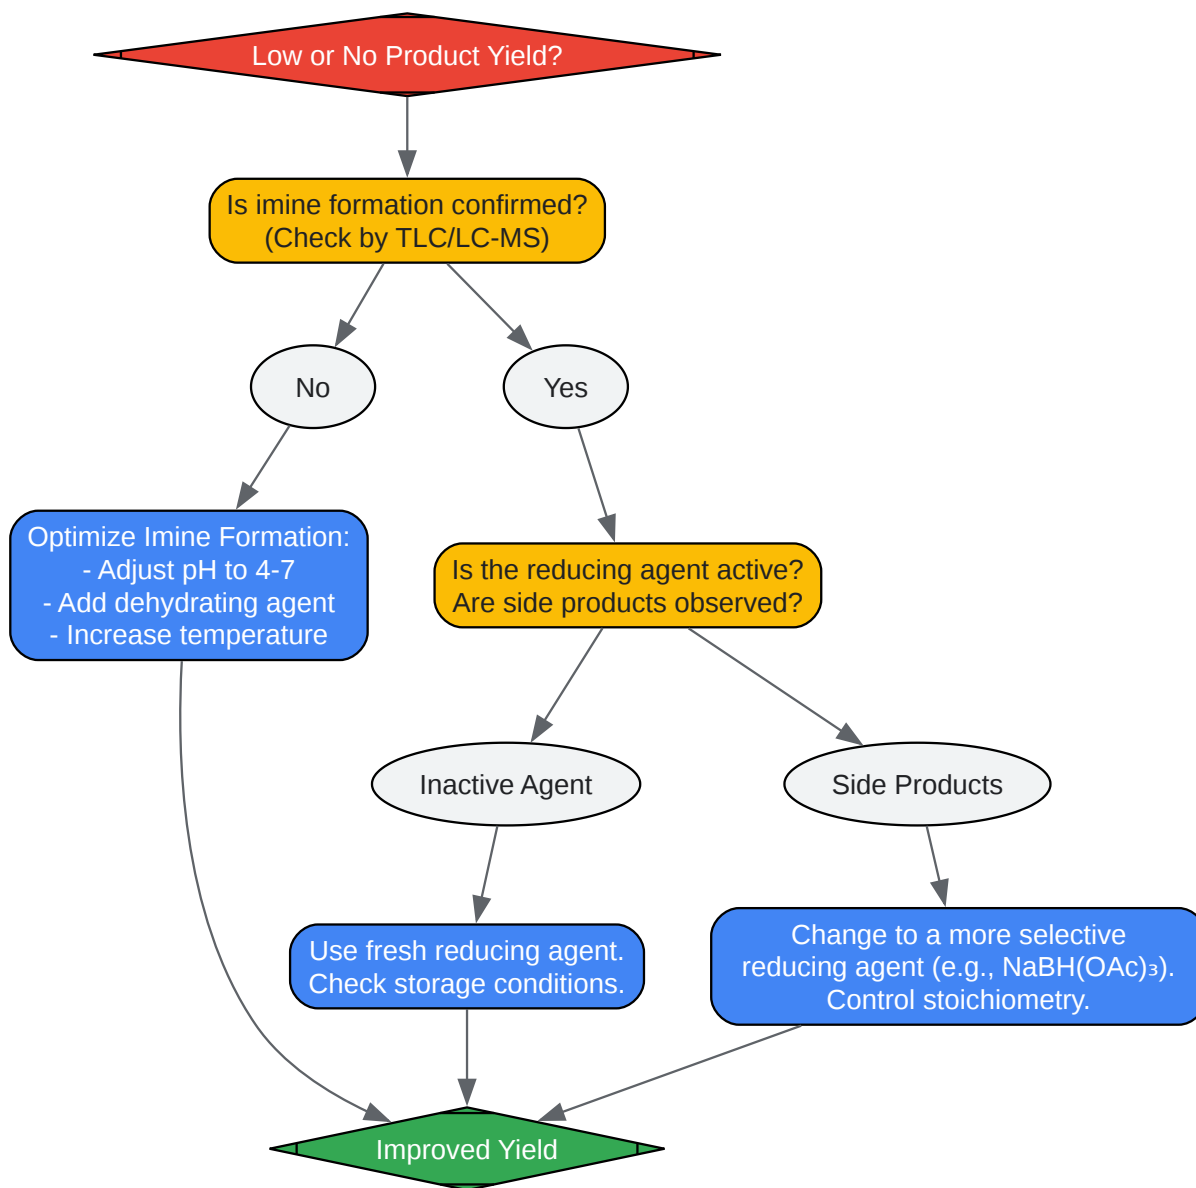 Low or No Product Yield?
Is imine formation confirmed?
(Check by TLC/LC-MS)
No
Yes
Optimize Imine Formation:
- Adjust pH to 4-7
- Add dehydrating agent
- Increase temperature
Is the reducing agent active?
Are side products observed?
Inactive Agent
Side Products
Use fresh reducing agent.
Check storage conditions.
Change to a more selective
reducing agent (e.g., NaBH(OAc)₃).
Control stoichiometry.
Improved Yield